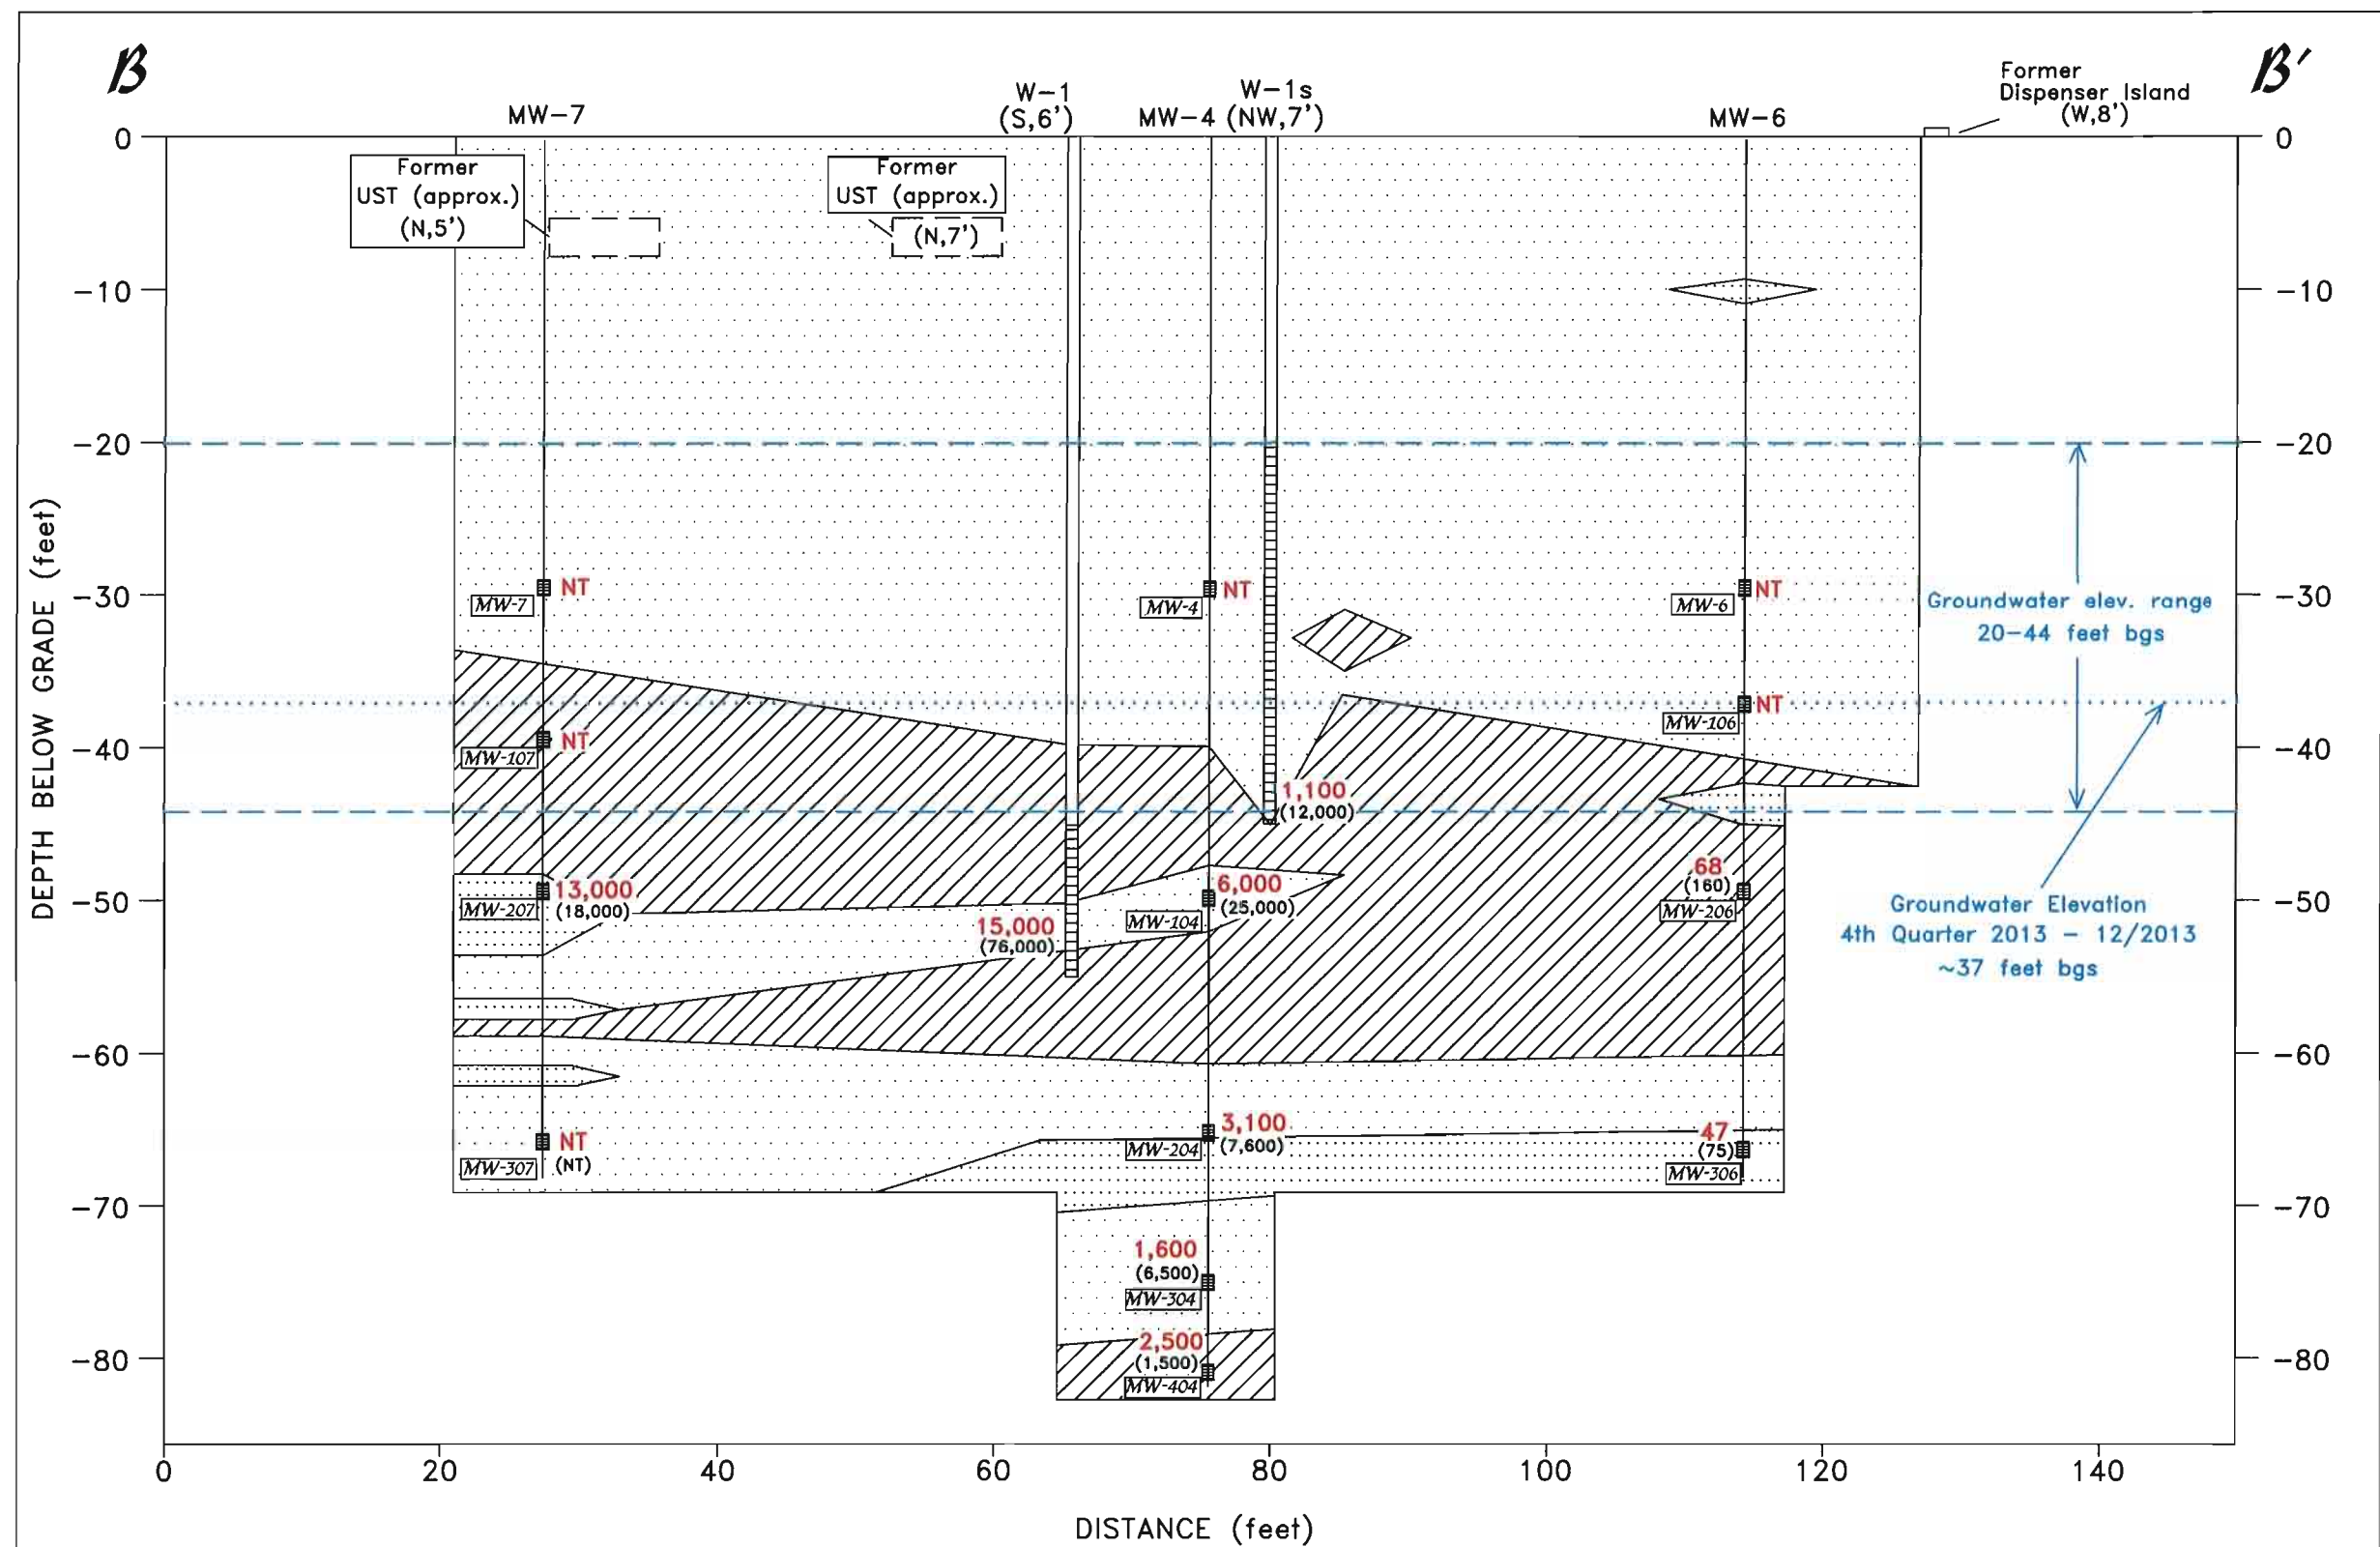 B
B'
W-1
(S,6')
W-1s
MW-7
MW-4 (NW,7')
MW-6
Former
Dispenser Island
(W,8')
0
0
Former
UST (approx.)
(N,5')
Former
UST (approx.)
(N,7')
-10
-10
-20
-20
NT
NT
NT
-30
-30
MW-7
MW-4
MW-6
Groundwater elev. range
20-44 feet bgs
NT
MW-106
NT
-40
-40
MW-107
1,100
(12,000)
DEPTH BELOW GRADE (feet)
13,000
(18,000)
MW-207
6,000
(25,000)
MW-104
68
(160)
MW-206
-50
-50
15,000
(76,000)
Groundwater Elevation
4th Quarter 2013 - 12/2013
~37 feet bgs
-60
-60
NT
(NT)
MW-307
3,100
(7,600)
MW-204
47
(75)
MW-306
-70
-70
1,600
(6,500)
MW-304
2,500
(1,500)
MW-404
-80
-80
0
20
40
60
80
100
120
140
DISTANCE (feet)